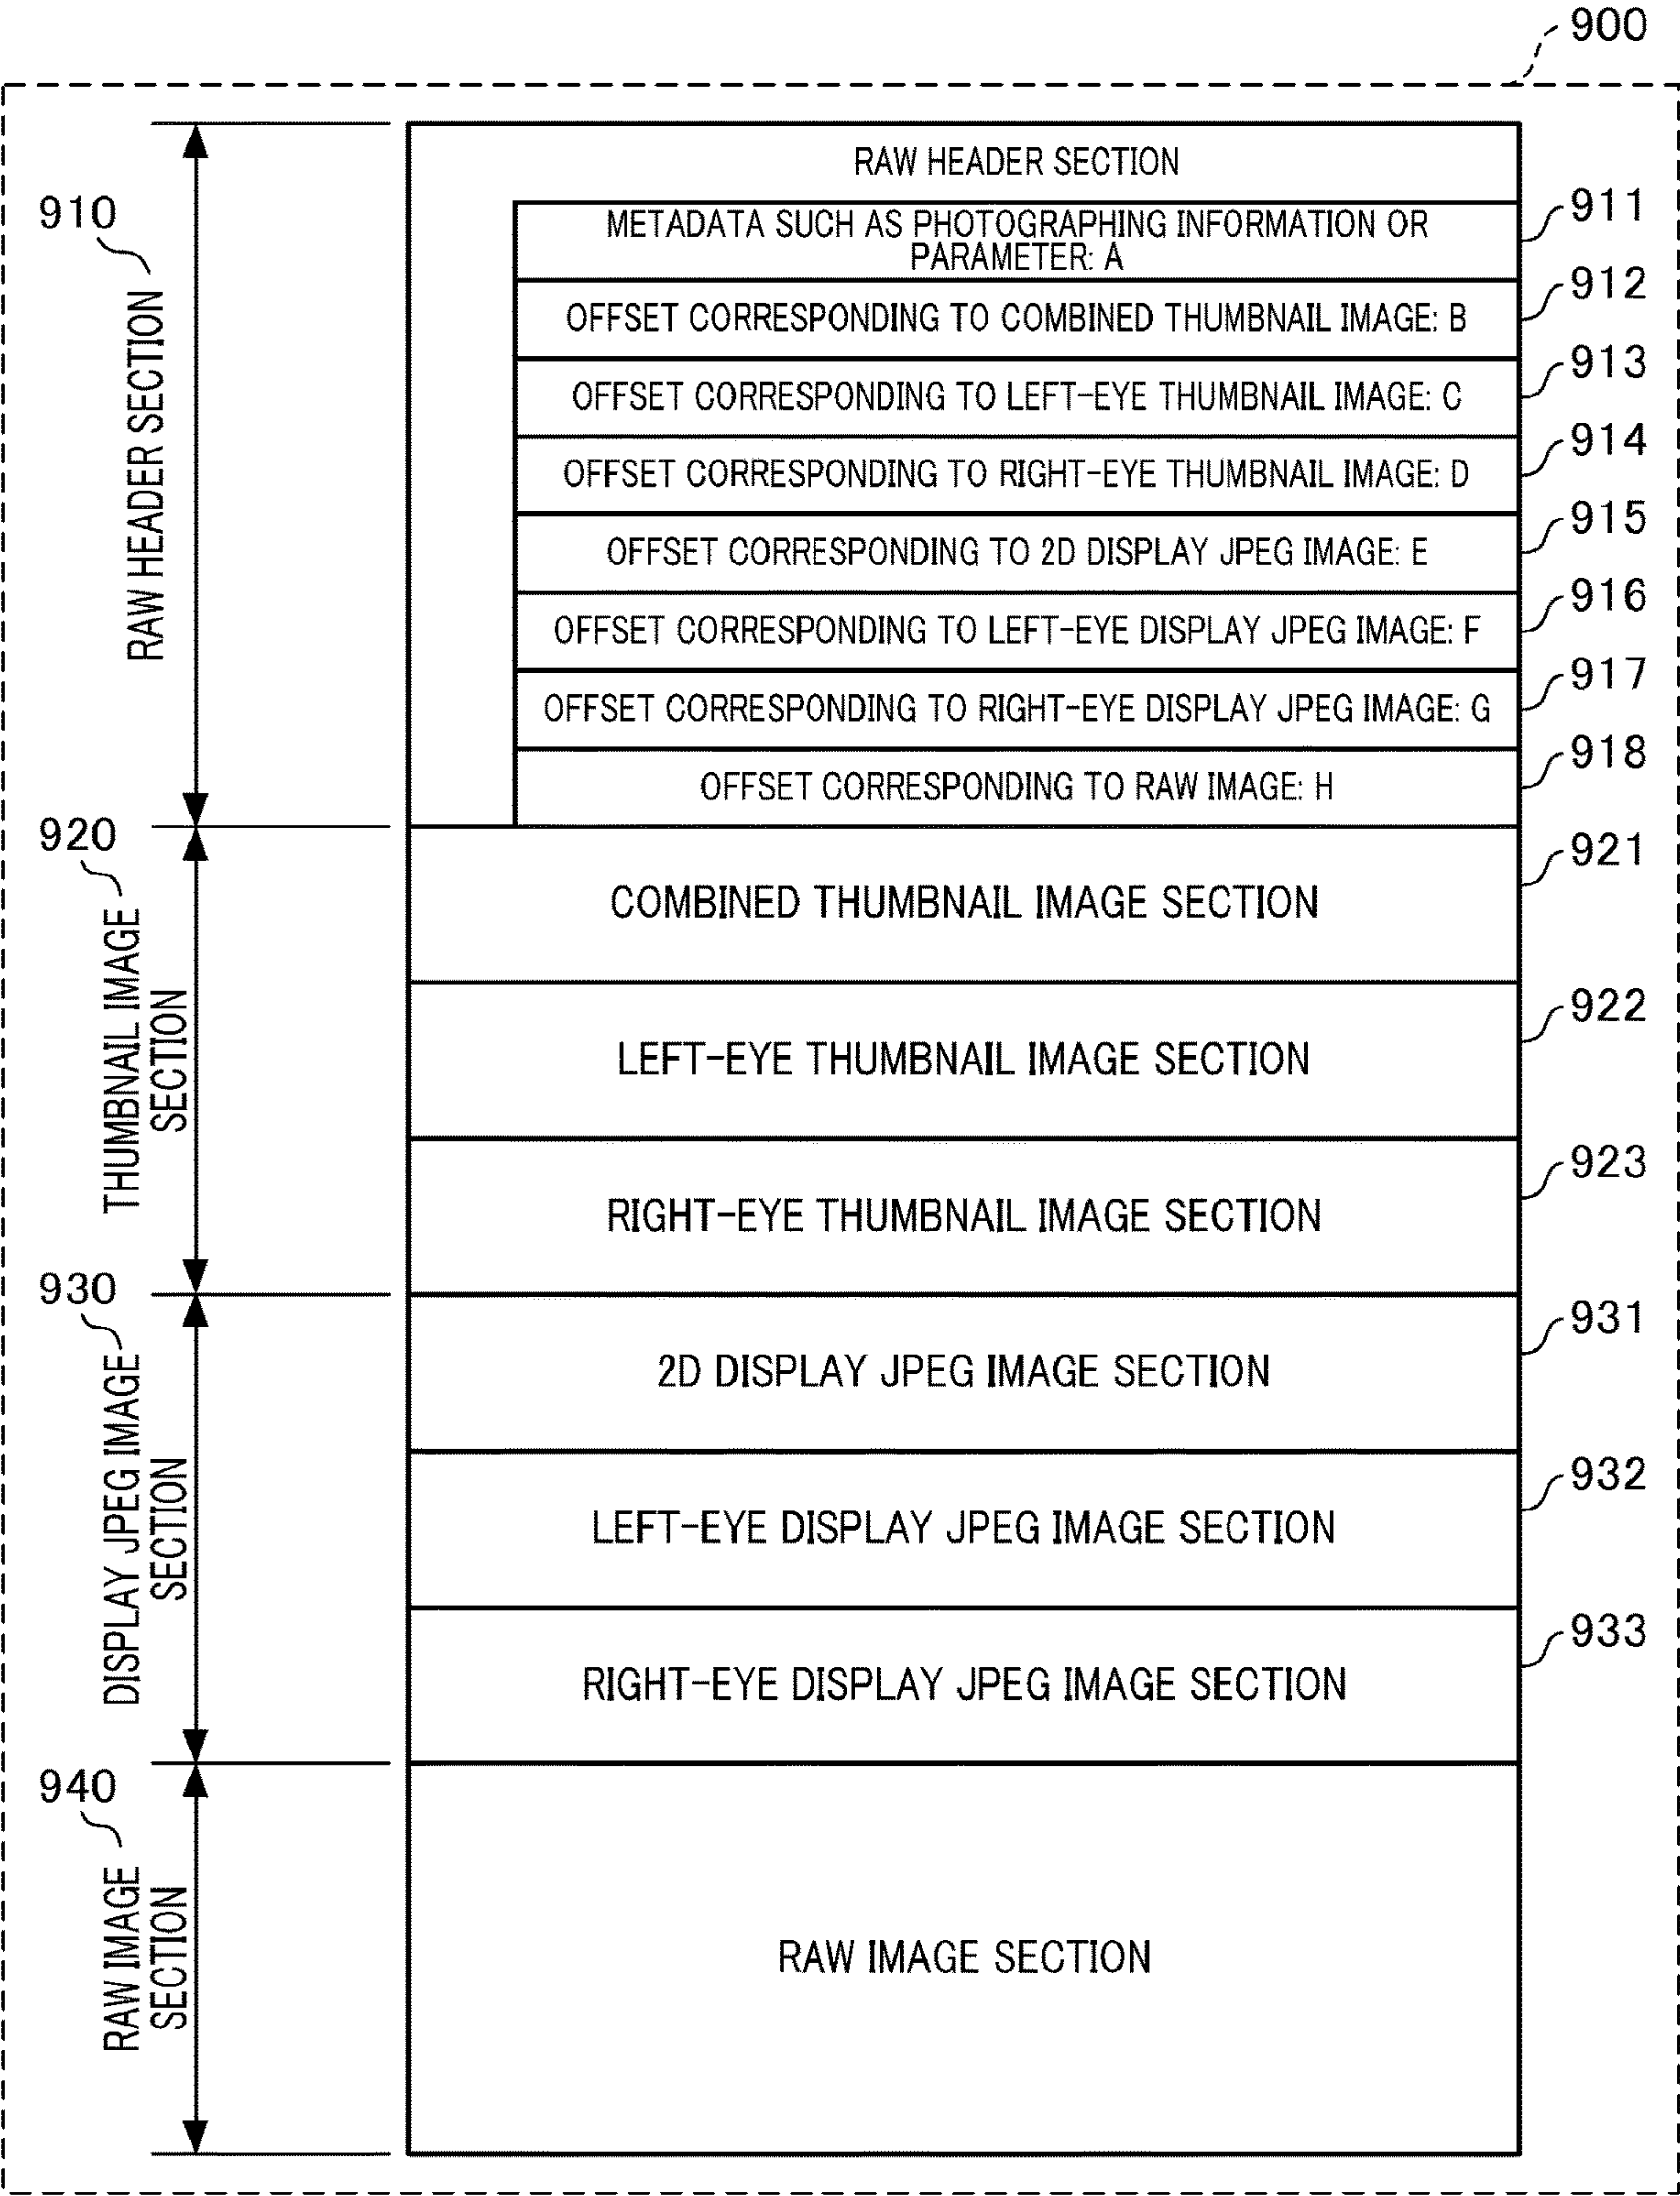 900
910
RAW HEADER SECTION
RAW HEADER SECTION
METADATA SUCH AS PHOTOGRAPHING INFORMATION OR
PARAMETER: A
911
OFFSET CORRESPONDING TO COMBINED THUMBNAIL IMAGE: B
912
OFFSET CORRESPONDING TO LEFT-EYE THUMBNAIL IMAGE: C
913
OFFSET CORRESPONDING TO RIGHT-EYE THUMBNAIL IMAGE: D
914
OFFSET CORRESPONDING TO 2D DISPLAY JPEG IMAGE: E
915
OFFSET CORRESPONDING TO LEFT-EYE DISPLAY JPEG IMAGE: F
916
OFFSET CORRESPONDING TO RIGHT-EYE DISPLAY JPEG IMAGE: G
917
OFFSET CORRESPONDING TO RAW IMAGE: H
918
920
THUMBNAIL IMAGE
SECTION
COMBINED THUMBNAIL IMAGE SECTION
921
LEFT-EYE THUMBNAIL IMAGE SECTION
922
RIGHT-EYE THUMBNAIL IMAGE SECTION
923
930
DISPLAY JPEG IMAGE
SECTION
2D DISPLAY JPEG IMAGE SECTION
931
LEFT-EYE DISPLAY JPEG IMAGE SECTION
932
RIGHT-EYE DISPLAY JPEG IMAGE SECTION
933
940
RAW IMAGE
SECTION
RAW IMAGE SECTION